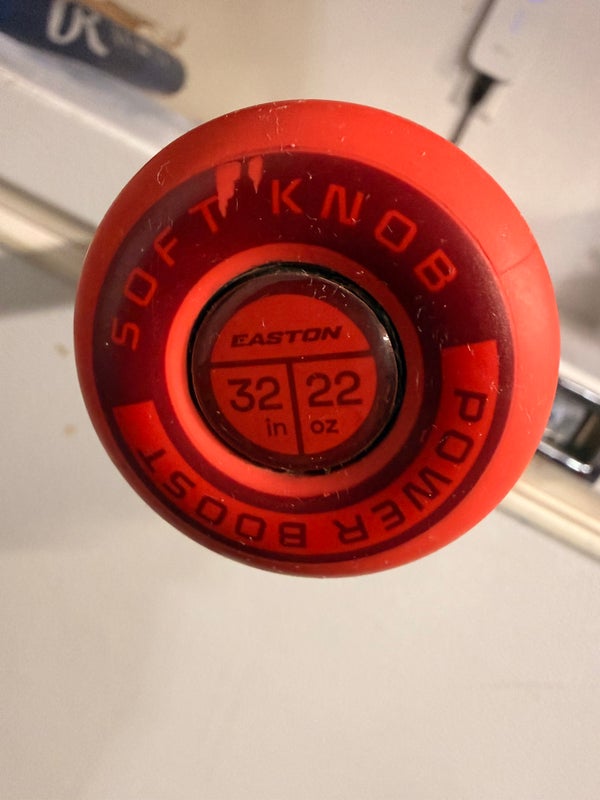 SOFT KNOB
EASTON
32 22
in oz
POWER BOOST